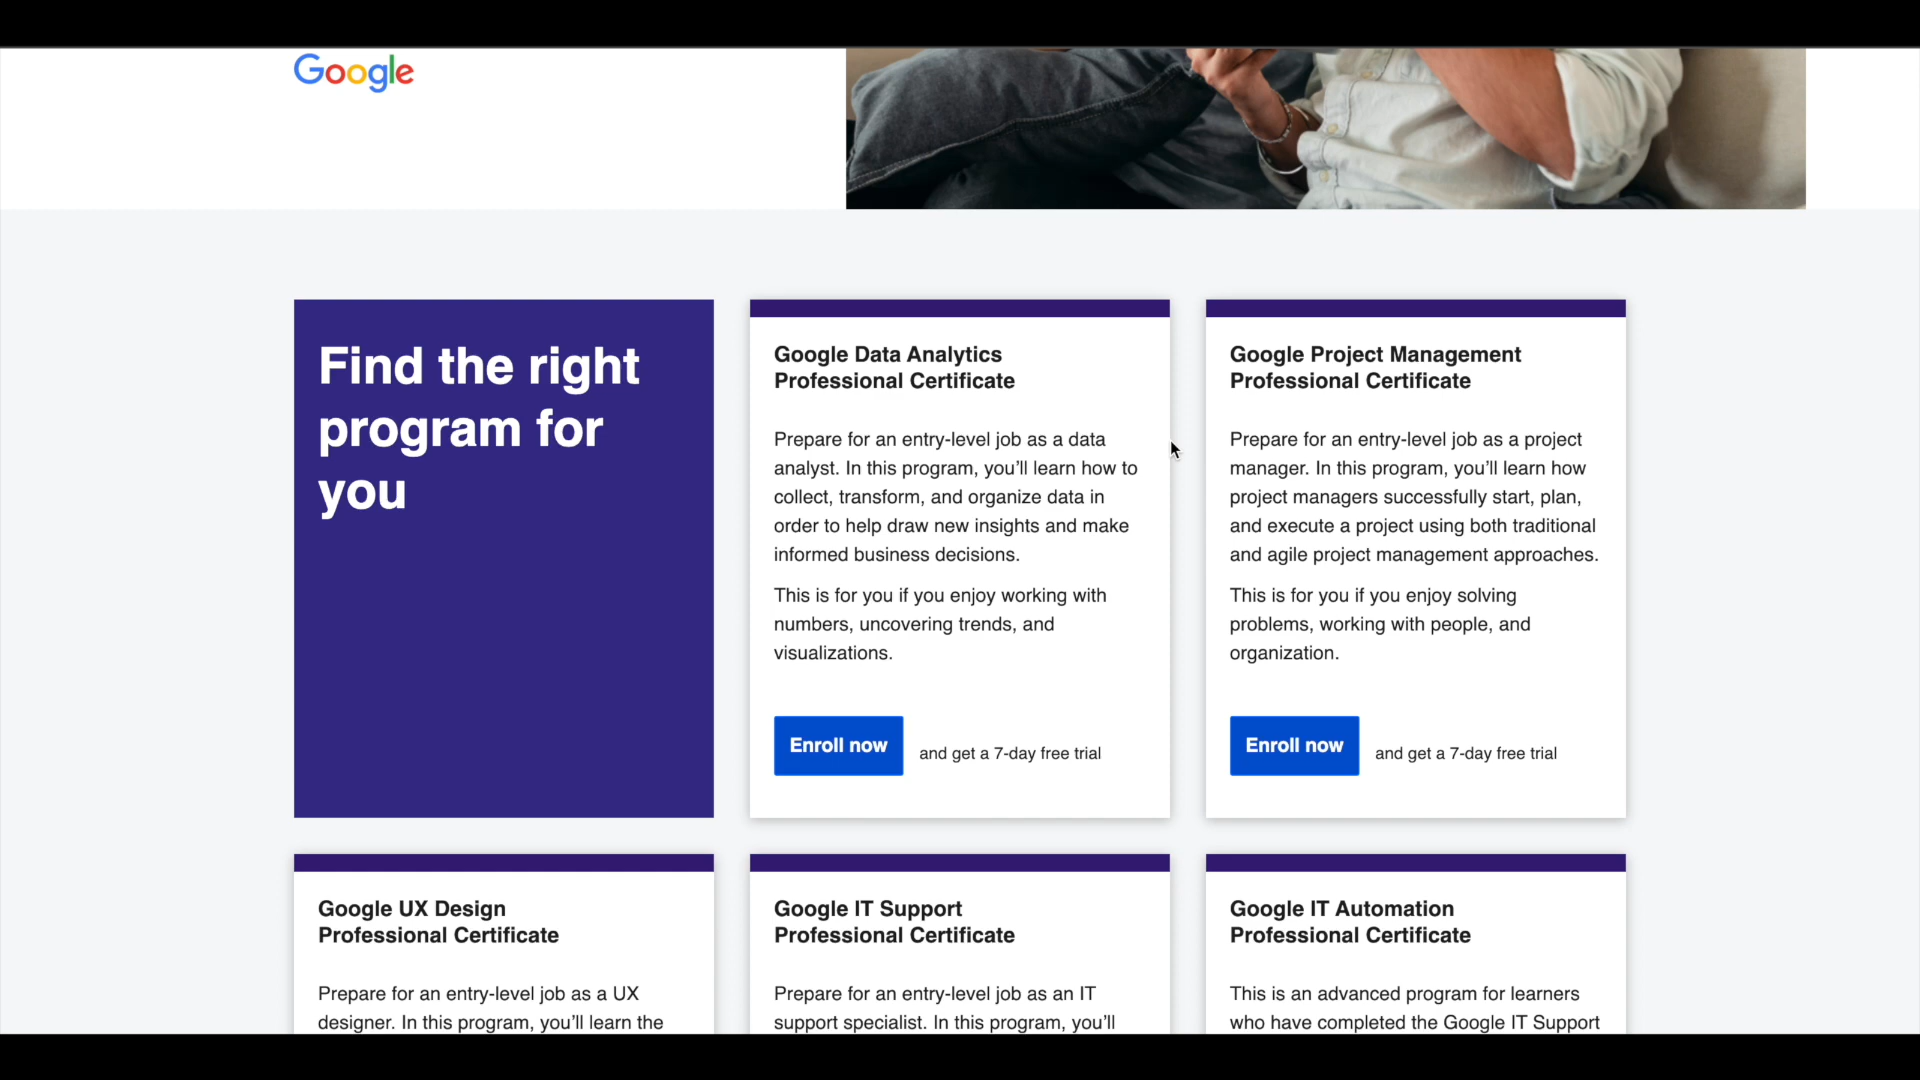 Google
Find the right
program for
you
Google Data Analytics
Professional Certificate
Prepare for an entry-level job as a data
analyst. In this program, you’ll learn how to
collect, transform, and organize data in
order to help draw new insights and make
informed business decisions.
This is for you if you enjoy working with
numbers, uncovering trends, and
visualizations.
Enroll now
and get a 7-day free trial
Google Project Management
Professional Certificate
Prepare for an entry-level job as a project
manager. In this program, you’ll learn how
project managers successfully start, plan,
and execute a project using both traditional
and agile project management approaches.
This is for you if you enjoy solving
problems, working with people, and
organization.
Enroll now
and get a 7-day free trial
Google UX Design
Professional Certificate
Prepare for an entry-level job as a UX
designer. In this program, you’ll learn the
Google IT Support
Professional Certificate
Prepare for an entry-level job as an IT
support specialist. In this program, you’ll
Google IT Automation
Professional Certificate
This is an advanced program for learners
who have completed the Google IT Support